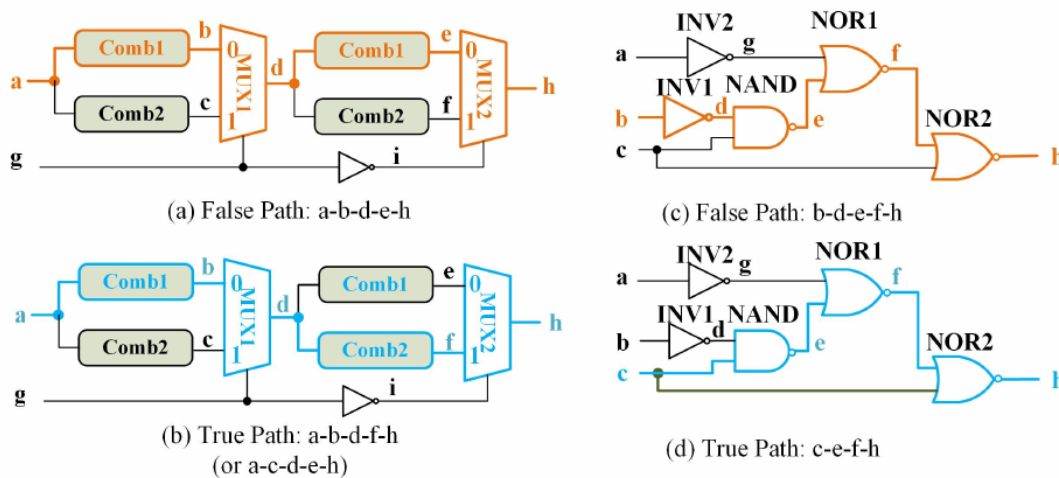 b
e
Comb1
0
Comb1
0
a
d
h
MUX1
MUX2
Comb2
c
1
Comb2
f
1
g
i
(a) False Path: a-b-d-e-h
b
e
Comb1
0
Comb1
0
a
d
h
MUX1
MUX2
Comb2
c
1
Comb2
f
1
g
i
(b) True Path: a-b-d-f-h
(or a-c-d-e-h)
INV2
NOR1
a
g
f
INV1
NAND
b
d
e
NOR2
c
h
(c) False Path: b-d-e-f-h
INV2
NOR1
a
g
f
INV1
NAND
b
d
e
NOR2
c
h
(d) True Path: c-e-f-h